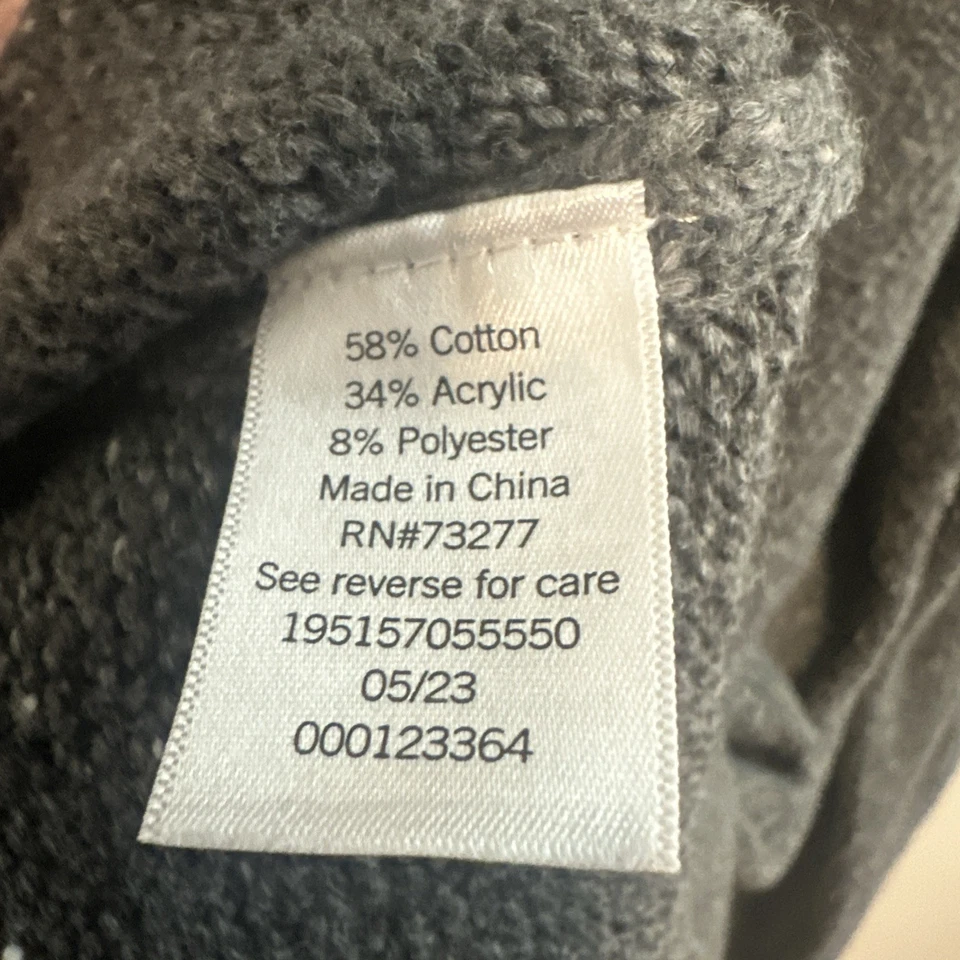 58% Cotton
34% Acrylic
8% Polyester
Made in China
RN#73277
See reverse for care
195157055550
05/23
000123364